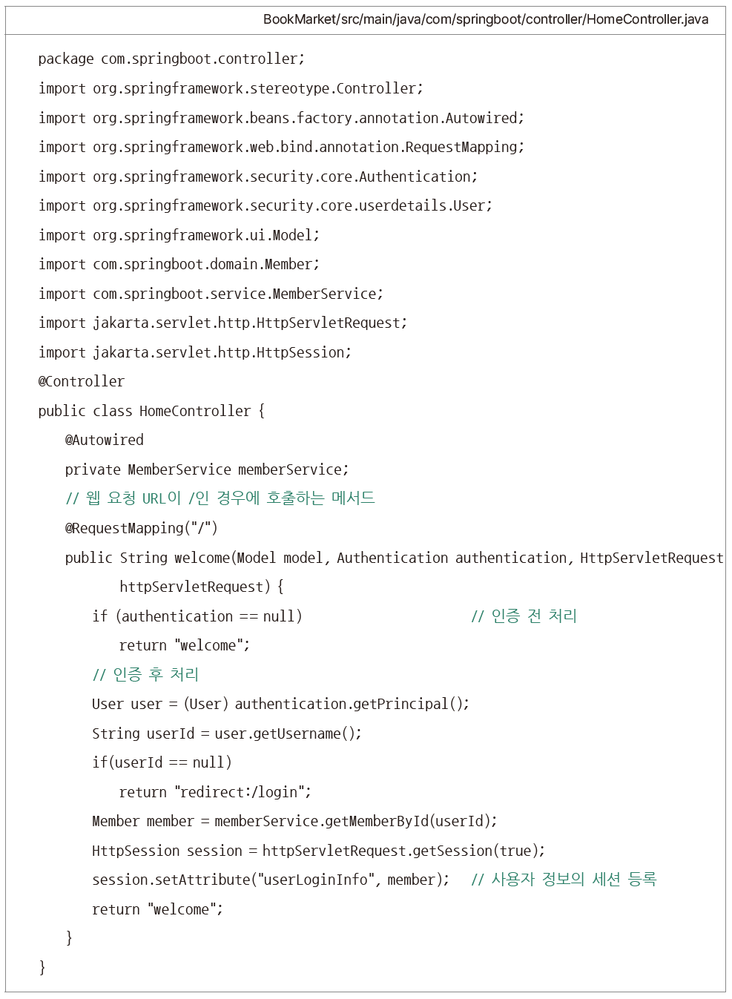 BookMarket/src/main/java/com/springboot/controller/HomeController.java
package com.springboot.controller;
import org.springframework.stereotype.Controller;
import org.springframework.beans.factory.annotation.Autowired;
import org.springframework.web.bind.annotation.RequestMapping;
import org.springframework.security.core.Authentication;
import org.springframework.security.core.userdetails.User;
import org.springframework.ui.Model;
import com.springboot.domain.Member;
import com.springboot.service.MemberService;
import jakarta.servlet.http.HttpServletRequest;
import jakarta.servlet.http.HttpSession;
@Controller
public class HomeController {
@Autowired
private MemberService memberService;
// 웹 요청 URL이 /인 경우에 호출하는 메서드
@RequestMapping("/")
public String welcome(Model model, Authentication authentication, HttpServletRequest
httpServletRequest) {
if (authentication == null) // 인증 전 처리
return "welcome";
// 인증 후 처리
User user = (User) authentication.getPrincipal();
String userId = user.getUsername();
if(userId == null)
return "redirect:/login";
Member member = memberService.getMemberById(userId);
HttpSession session = httpServletRequest.getSession(true);
session.setAttribute("userLoginInfo", member); // 사용자 정보의 세션 등록
return "welcome";
}
}